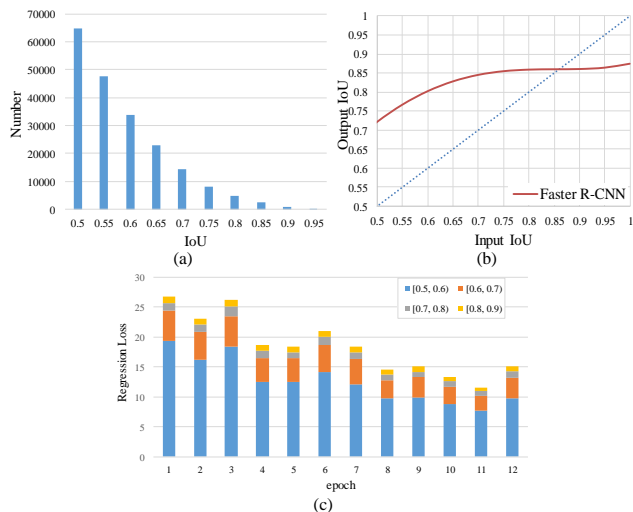 70000
60000
50000
40000
30000
20000
10000
0
Number
0.5 0.55 0.6 0.65 0.7 0.75 0.8 0.85 0.9 0.95
IoU
(a)
1
0.95
0.9
0.85
0.8
0.75
0.7
0.65
0.6
0.55
0.5
Output IoU
Faster R-CNN
0.5 0.55 0.6 0.65 0.7 0.75 0.8 0.85 0.9 0.95 1
Input IoU
(b)
30
25
20
15
10
5
0
Regression Loss
[0.5, 0.6) [0.6, 0.7)
[0.7, 0.8) [0.8, 0.9)
1 2 3 4 5 6 7 8 9 10 11 12
epoch
(c)